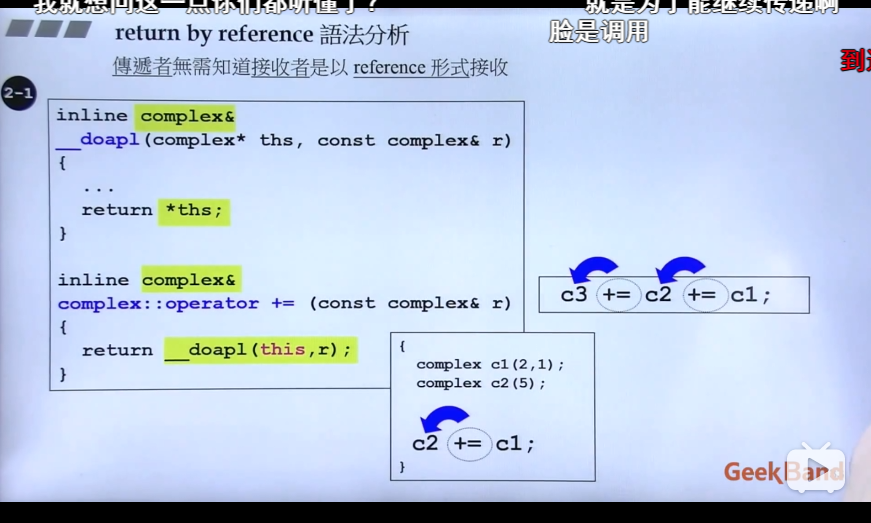 我就想问这一点你们都听懂了？
就是为了能继续传递啊
脸是调用
return by reference 語法分析
傳遞者無需知道接收者是以 reference 形式接收
2-1
inline complex&
__doapl(complex* ths, const complex& r)
{
...
return *ths;
}
inline complex&
complex::operator += (const complex& r)
{
return __doapl(this,r);
}
c3 += c2 += c1;
{
complex c1(2,1);
complex c2(5);
c2 += c1;
}
GeekBand